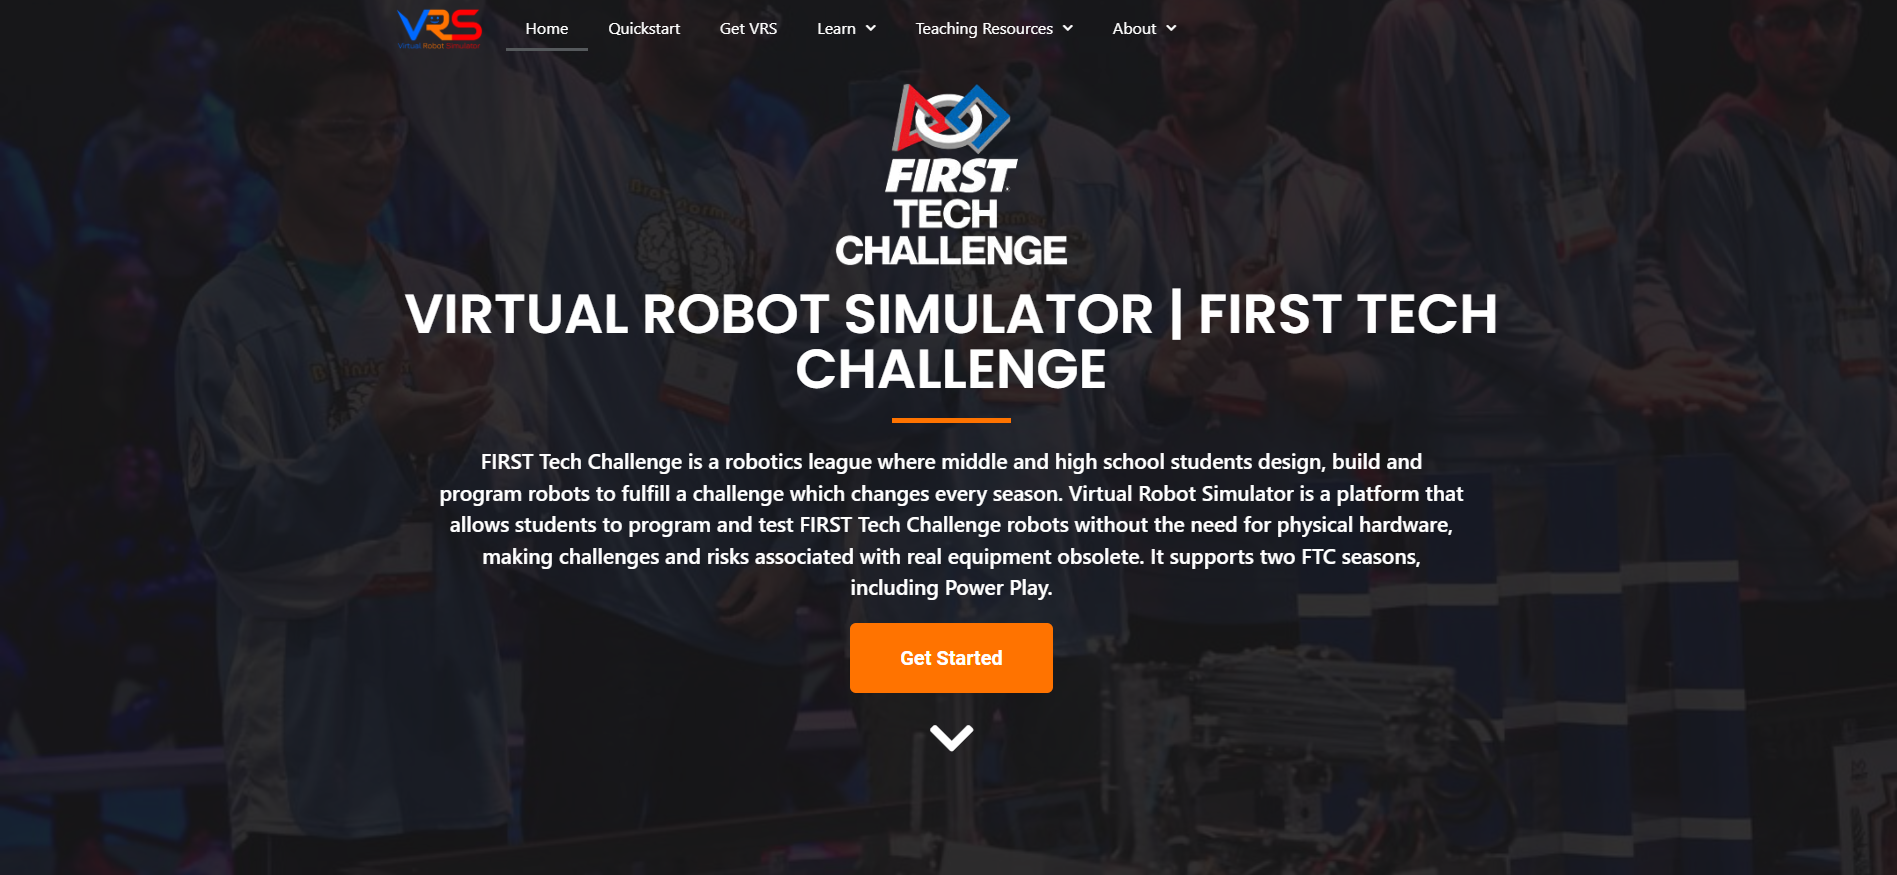 VRS
Virtual Robot Simulator
Home
Quickstart
Get VRS
Learn
Teaching Resources
About
FIRST
TECH
CHALLENGE
VIRTUAL ROBOT SIMULATOR | FIRST TECH
CHALLENGE
FIRST Tech Challenge is a robotics league where middle and high school students design, build and
program robots to fulfill a challenge which changes every season. Virtual Robot Simulator is a platform that
allows students to program and test FIRST Tech Challenge robots without the need for physical hardware,
making challenges and risks associated with real equipment obsolete. It supports two FTC seasons,
including Power Play.
Get Started